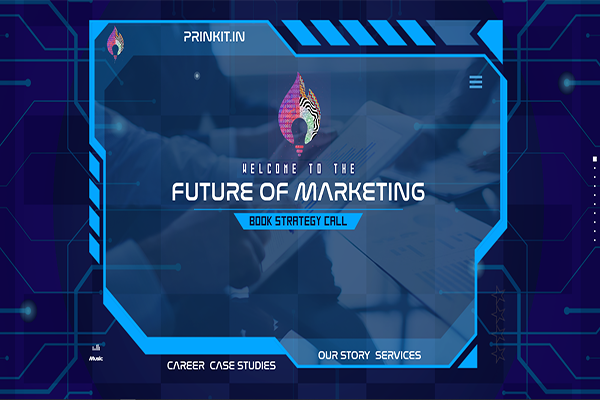 PRINKIT.IN
WELCOME TO THE
FUTURE OF MARKETING
BOOK STRATEGY CALL
Music
CAREER CASE STUDIES
OUR STORY SERVICES